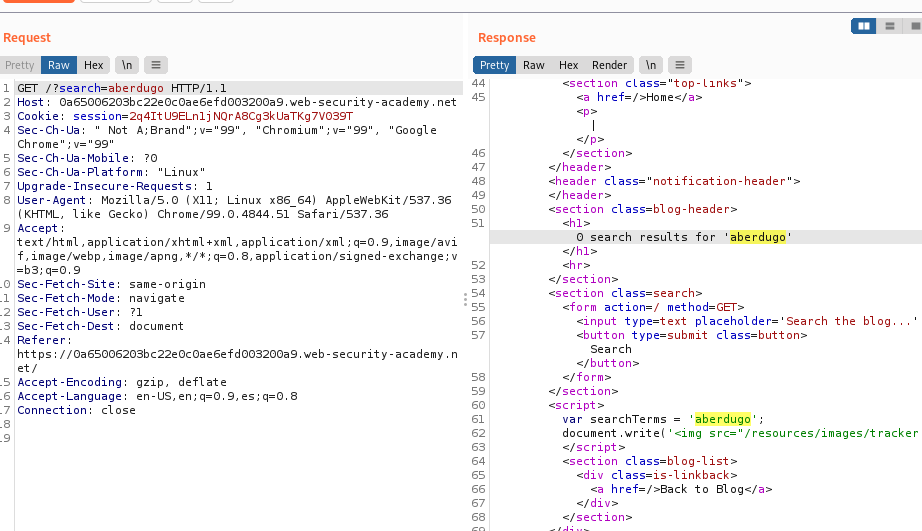 Request
Response
Pretty Raw Hex \n
Pretty Raw Hex Render \n
1 GET /?search=aberdugo HTTP/1.1
2 Host: 0a65006203bc22e0c0ae6efd003200a9.web-security-academy.net
3 Cookie: session=2q4ItU9ELn1jNQrA8Cg3kUaTKg7V039T
4 Sec-Ch-Ua: " Not A;Brand";v="99", "Chromium";v="99", "Google
Chrome";v="99"
5 Sec-Ch-Ua-Mobile: ?0
6 Sec-Ch-Ua-Platform: "Linux"
7 Upgrade-Insecure-Requests: 1
8 User-Agent: Mozilla/5.0 (X11; Linux x86_64) AppleWebKit/537.36
(KHTML, like Gecko) Chrome/99.0.4844.51 Safari/537.36
9 Accept:
text/html,application/xhtml+xml,application/xml;q=0.9,image/avi
f,image/webp,image/apng,*/*;q=0.8,application/signed-exchange;v
=b3;q=0.9
10 Sec-Fetch-Site: same-origin
11 Sec-Fetch-Mode: navigate
12 Sec-Fetch-User: ?1
13 Sec-Fetch-Dest: document
14 Referer:
https://0a65006203bc22e0c0ae6efd003200a9.web-security-academy.n
et/
15 Accept-Encoding: gzip, deflate
16 Accept-Language: en-US,en;q=0.9,es;q=0.8
17 Connection: close
18
19
44 <section class="top-links">
45 <a href=/>Home</a>
<p>
|
</p>
46 </section>
47 </header>
48 <header class="notification-header">
49 </header>
50 <section class=blog-header>
51 <h1>
0 search results for 'aberdugo'
</h1>
52 <hr>
53 </section>
54 <section class=search>
55 <form action=/ method=GET>
56 <input type=text placeholder='Search the blog...'
57 <button type=submit class=button>
Search
</button>
58 </form>
59 </section>
60 <script>
61 var searchTerms = 'aberdugo';
62 document.write('<img src="/resources/images/tracker
63 </script>
64 <section class=blog-list>
65 <div class=is-linkback>
66 <a href=/>Back to Blog</a>
67 </div>
68 </section>